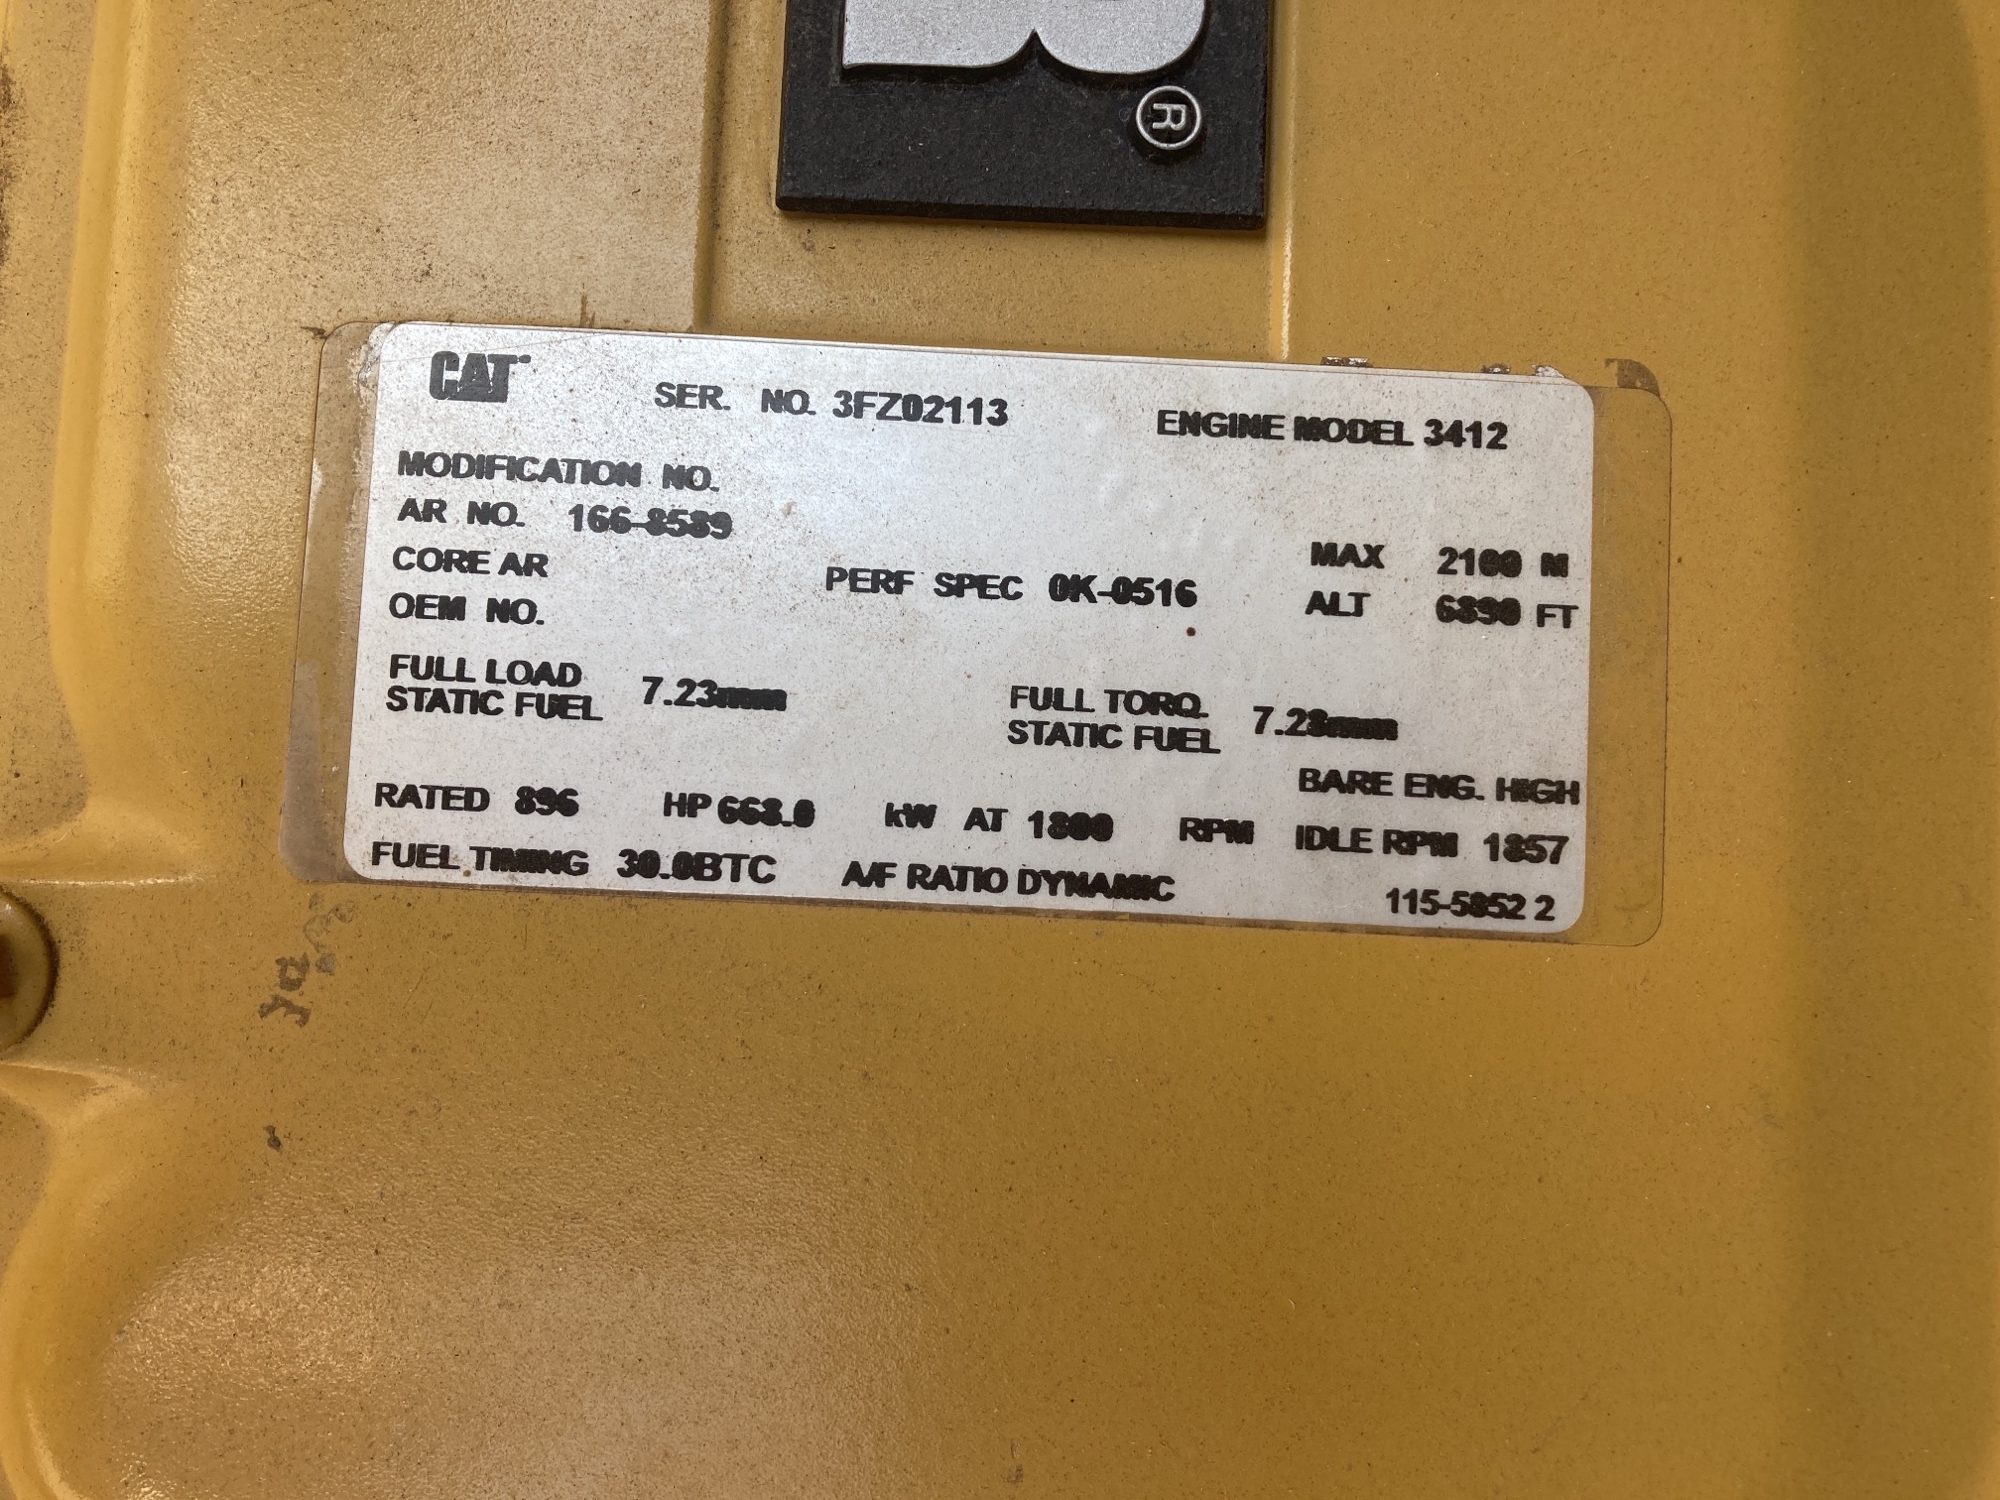 R
CAT
SER. NO. 3FZ02113
ENGINE MODEL 3412
MODIFICATION NO.
AR NO. 166-8589
CORE AR
PERF SPEC 0K-0516
MAX 2100 M
OEM NO.
ALT 6890 FT
FULL LOAD
STATIC FUEL 7.23mm
FULL TORQ.
STATIC FUEL 7.28mm
BARE ENG. HIGH
RATED 896 HP 668.0 kW AT 1800 RPM IDLE RPM 1857
FUEL TIMING 30.0BTC A/F RATIO DYNAMIC
115-5852 2